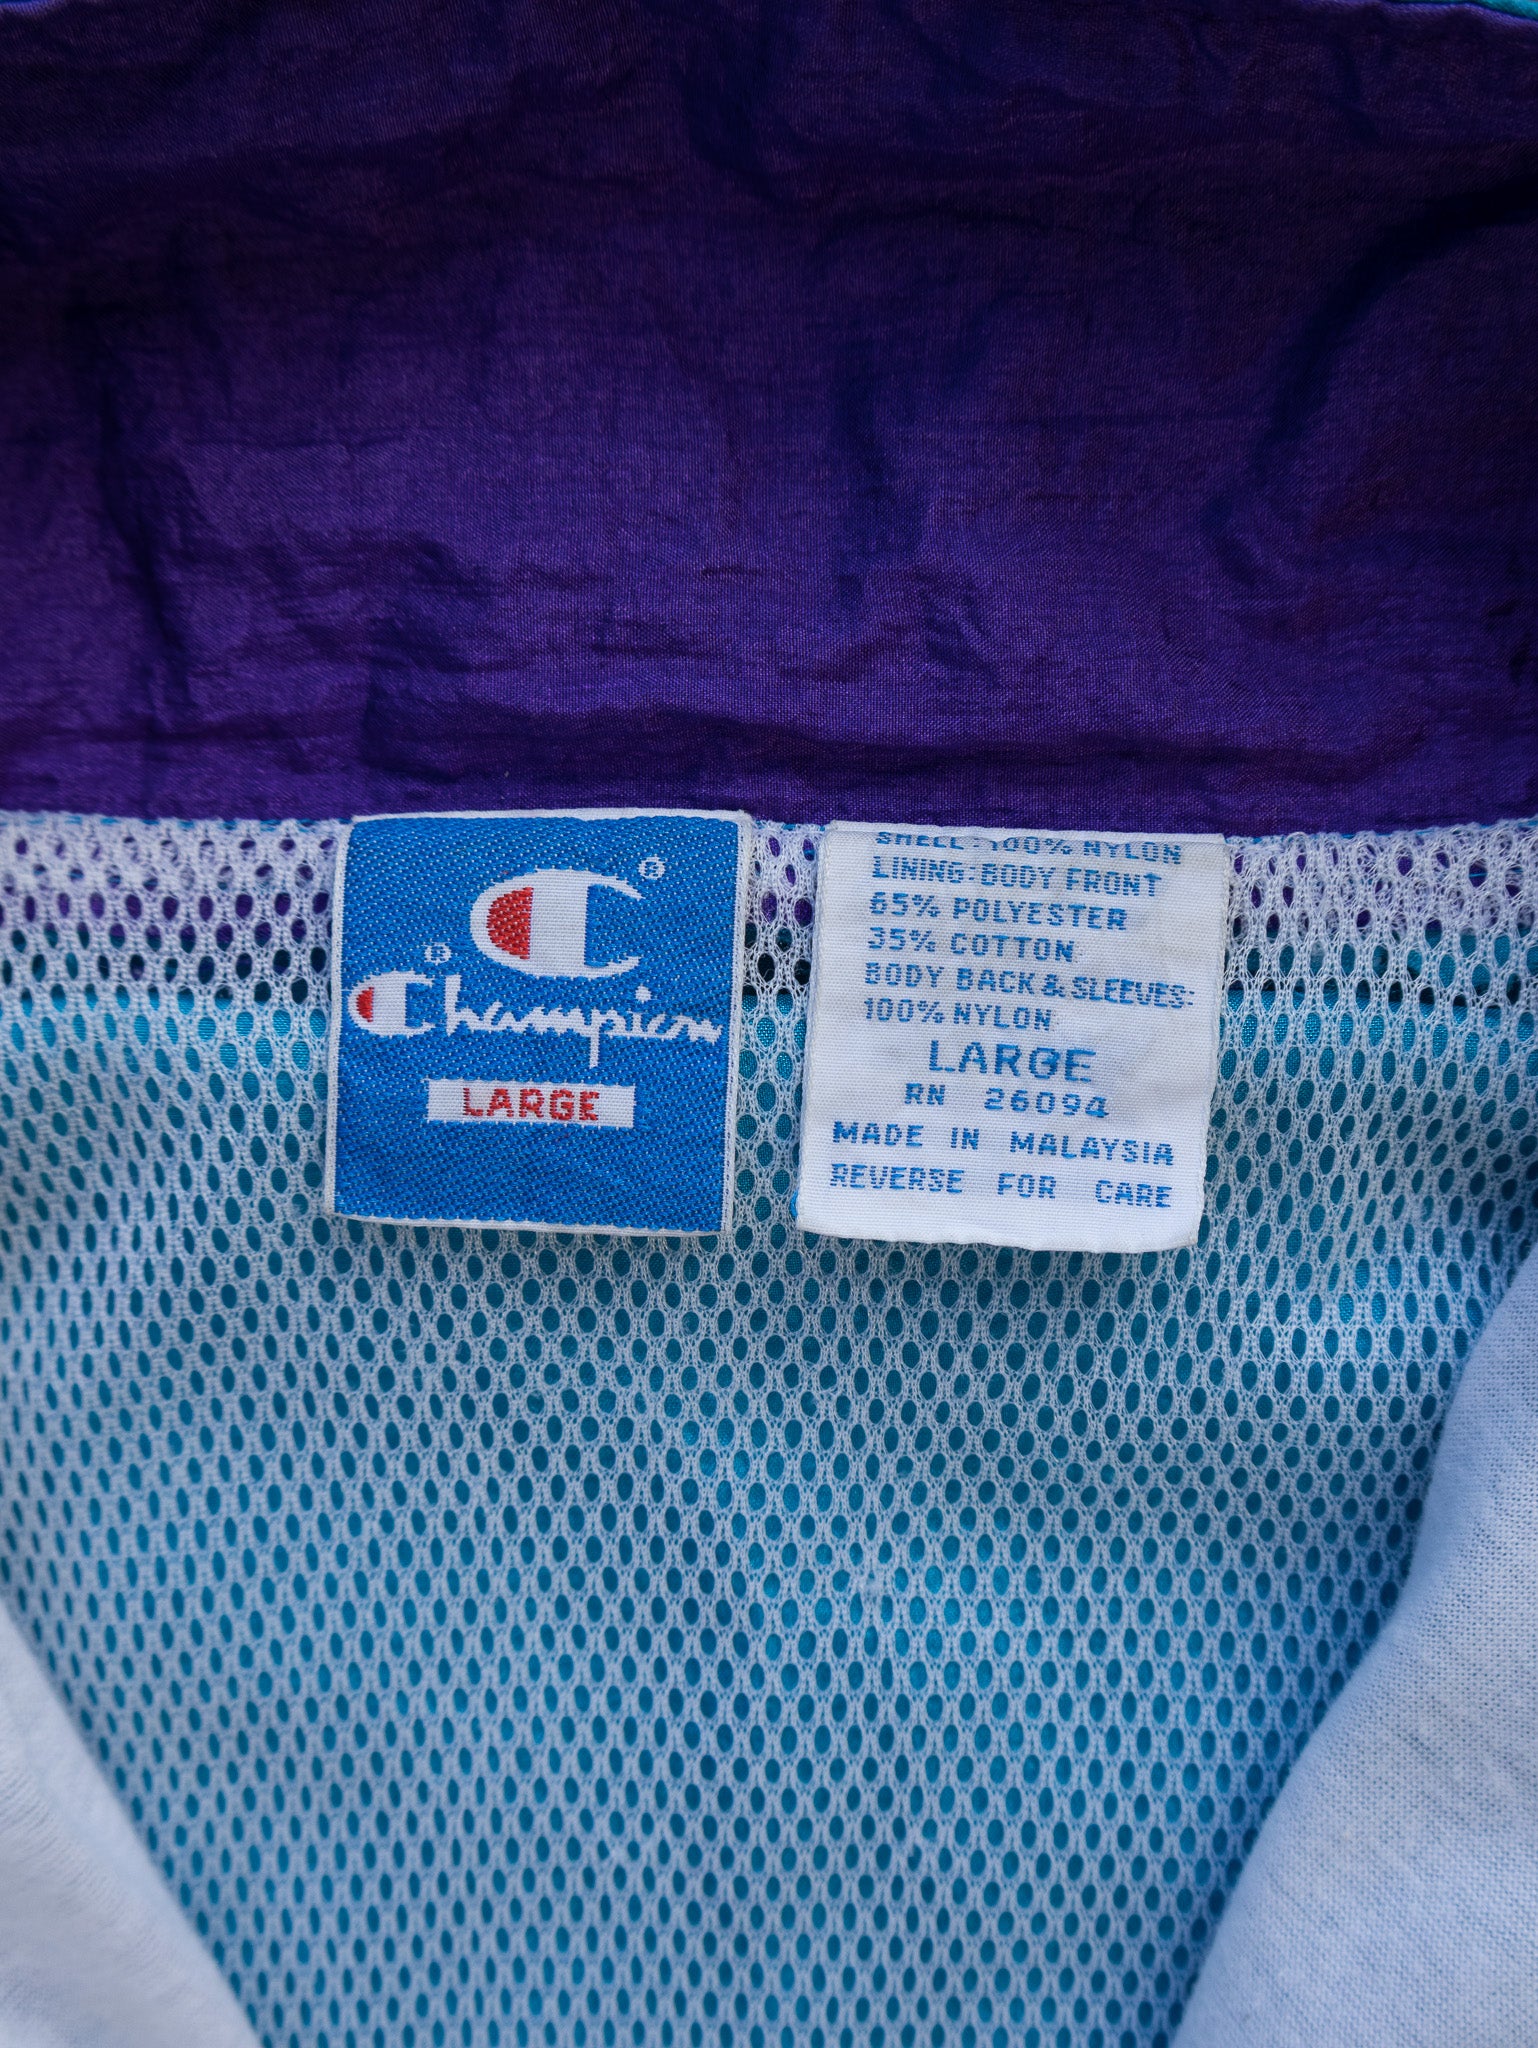 C®
®
Champion
LARGE
SHELL: 100% NYLON
LINING: BODY FRONT
65% POLYESTER
35% COTTON
BODY BACK & SLEEVES:
100% NYLON
LARGE
RN 26094
MADE IN MALAYSIA
REVERSE FOR CARE